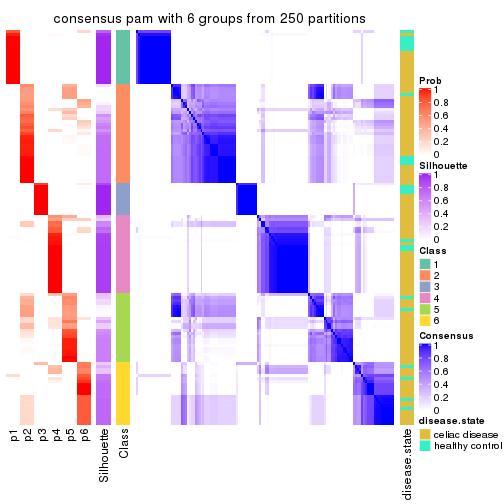 consensus pam with 6 groups from 250 partitions
Prob
1
0.8
0.6
0.4
0.2
0
Silhouette
1
0.8
0.6
0.4
0.2
0
Class
1
2
3
4
5
6
Consensus
1
0.8
0.6
0.4
0.2
0
disease.state
celiac disease
healthy control
p1
p2
p3
p4
p5
p6
Silhouette
Class
disease.state